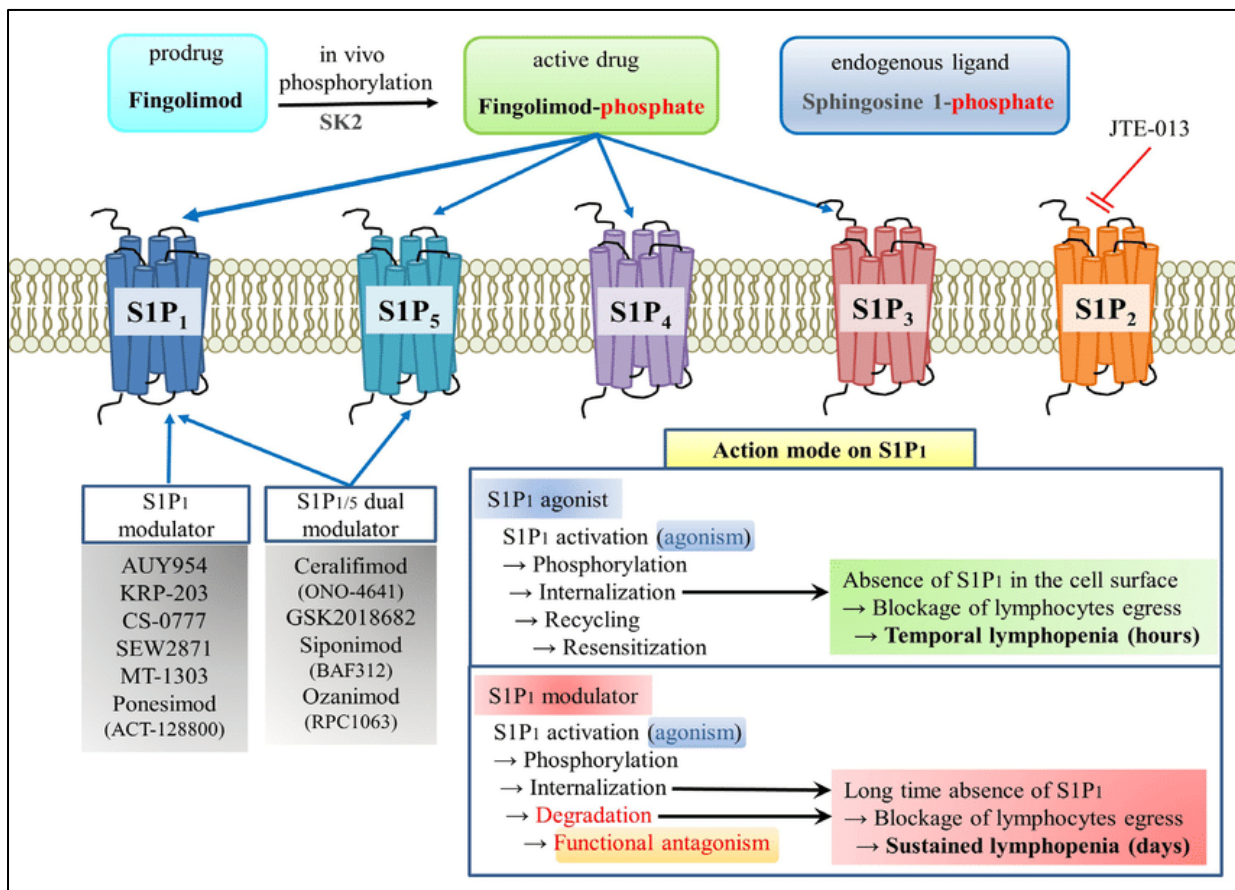 prodrug
Fingolimod
in vivo
phosphorylation
SK2
active drug
Fingolimod-phosphate
endogenous ligand
Sphingosine 1-phosphate
JTE-013
S1P1
S1P5
S1P4
S1P3
S1P2
S1P1
modulator
AUY954
KRP-203
CS-0777
SEW2871
MT-1303
Ponesimod
(ACT-128800)
S1P1/5 dual
modulator
Ceralifimod
(ONO-4641)
GSK2018682
Siponimod
(BAF312)
Ozanimod
(RPC1063)
Action mode on S1P1
S1P1 agonist
S1P1 activation (agonism)
→ Phosphorylation
→ Internalization
→ Recycling
→ Resensitization
Absence of S1P1 in the cell surface
→ Blockage of lymphocytes egress
→ Temporal lymphopenia (hours)
S1P1 modulator
S1P1 activation (agonism)
→ Phosphorylation
→ Internalization
→ Degradation
→ Functional antagonism
Long time absence of S1P1
→ Blockage of lymphocytes egress
→ Sustained lymphopenia (days)